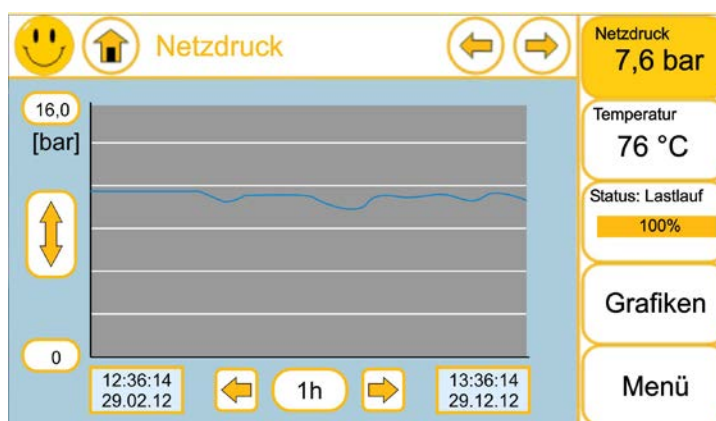 Netzdruck
Netzdruck
7,6 bar
16,0
[bar]
Temperatur
76 °C
Status: Lastlauf
100%
Grafiken
0
12:36:14
29.02.12
1h
13:36:14
29.12.12
Menü